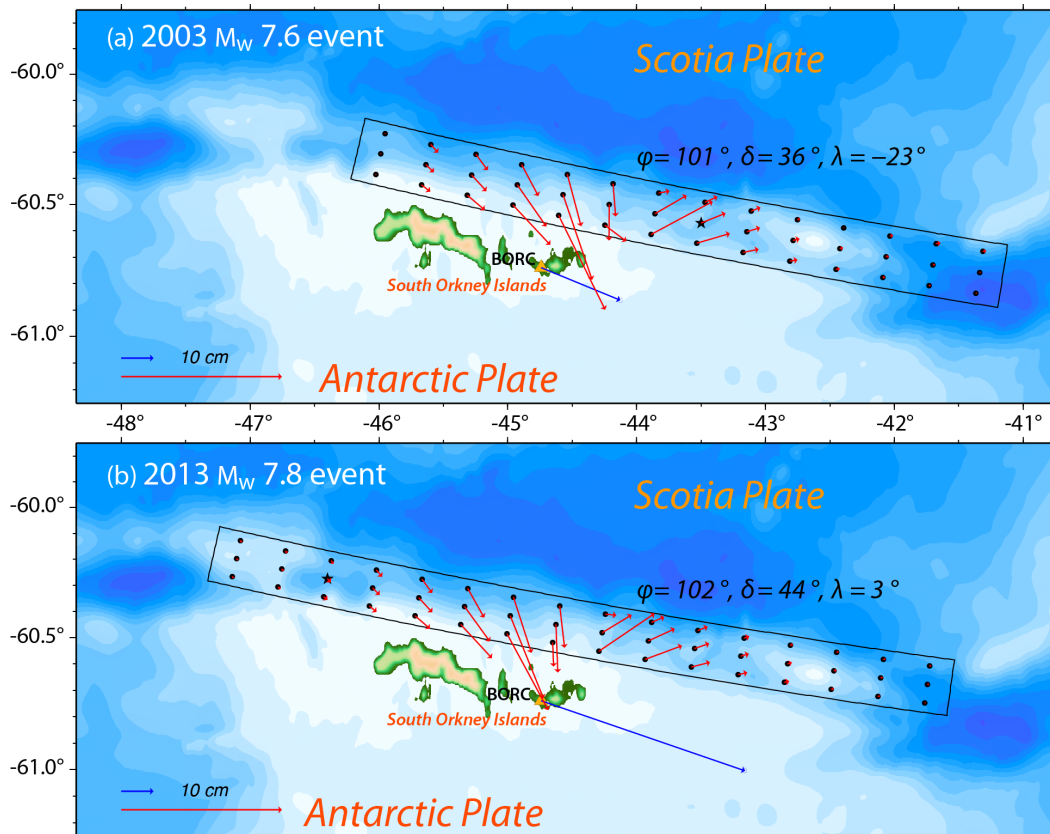 (a) 2003 Mw 7.6 event
Scotia Plate
-60.0°
φ= 101°, δ= 36°, λ = −23°
-60.5°
BORC
South Orkney Islands
-61.0°
10 cm
Antarctic Plate
-48° -47° -46° -45° -44° -43° -42° -41°
(b) 2013 Mw 7.8 event
Scotia Plate
-60.0°
φ= 102°, δ= 44°, λ = 3°
-60.5°
BORC
South Orkney Islands
-61.0°
10 cm
Antarctic Plate